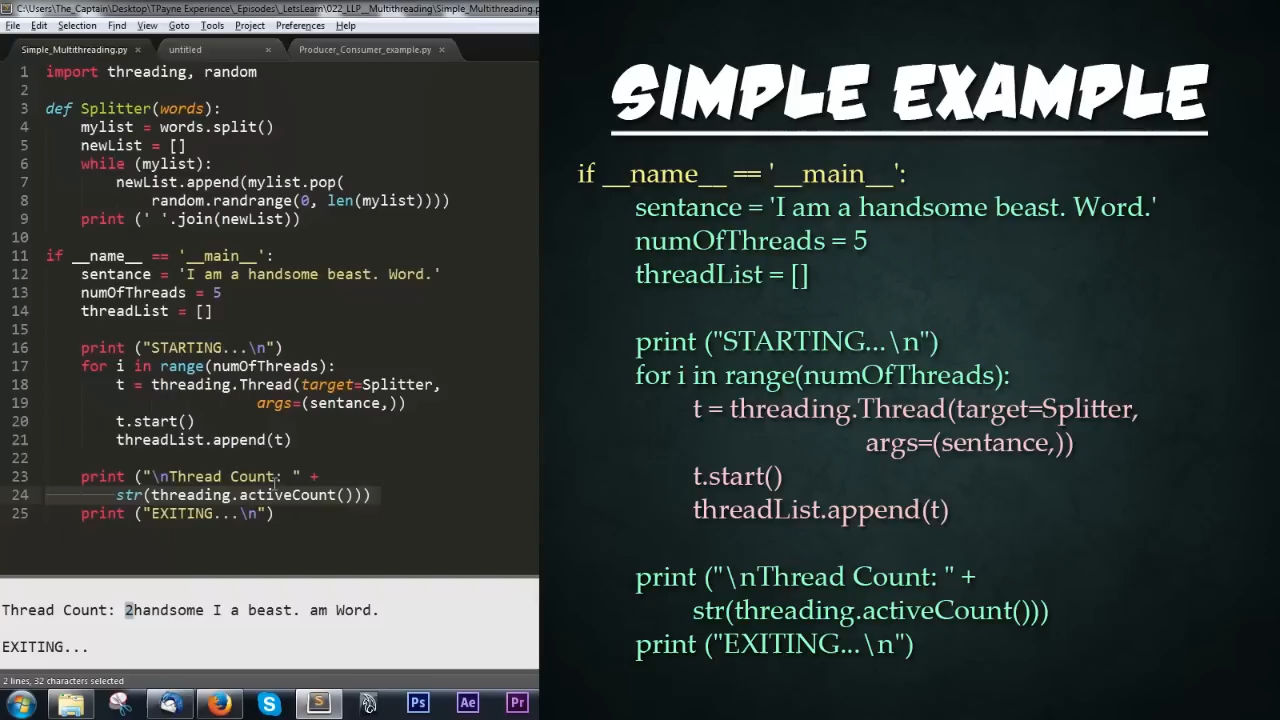 C:\Users\The_Captain\Desktop\TPayne Experience\_Episodes\_LetsLearn\022_LLP__Multithreading\Simple_Multithreading.py
File Edit Selection Find View Goto Tools Project Preferences Help
Simple_Multithreading.py × untitled × Producer_Consumer_example.py ×
1 import threading, random
2
3 def Splitter(words):
4 mylist = words.split()
5 newList = []
6 while (mylist):
7 newList.append(mylist.pop(
8 random.randrange(0, len(mylist))))
9 print (' '.join(newList))
10
11 if __name__ == '__main__':
12 sentance = 'I am a handsome beast. Word.'
13 numOfThreads = 5
14 threadList = []
15
16 print ("STARTING...\n")
17 for i in range(numOfThreads):
18 t = threading.Thread(target=Splitter,
19 args=(sentance,))
20 t.start()
21 threadList.append(t)
22
23 print ("\nThread Count: " +
24 str(threading.activeCount()))
25 print ("EXITING...\n")
Thread Count: 2handsome I a beast. am Word.
EXITING...
2 lines, 32 characters selected
Ps Ae Pr
SIMPLE EXAMPLE
if __name__ == '__main__':
sentance = 'I am a handsome beast. Word.'
numOfThreads = 5
threadList = []
print ("STARTING...\n")
for i in range(numOfThreads):
t = threading.Thread(target=Splitter,
args=(sentance,))
t.start()
threadList.append(t)
print ("\nThread Count: " +
str(threading.activeCount()))
print ("EXITING...\n")